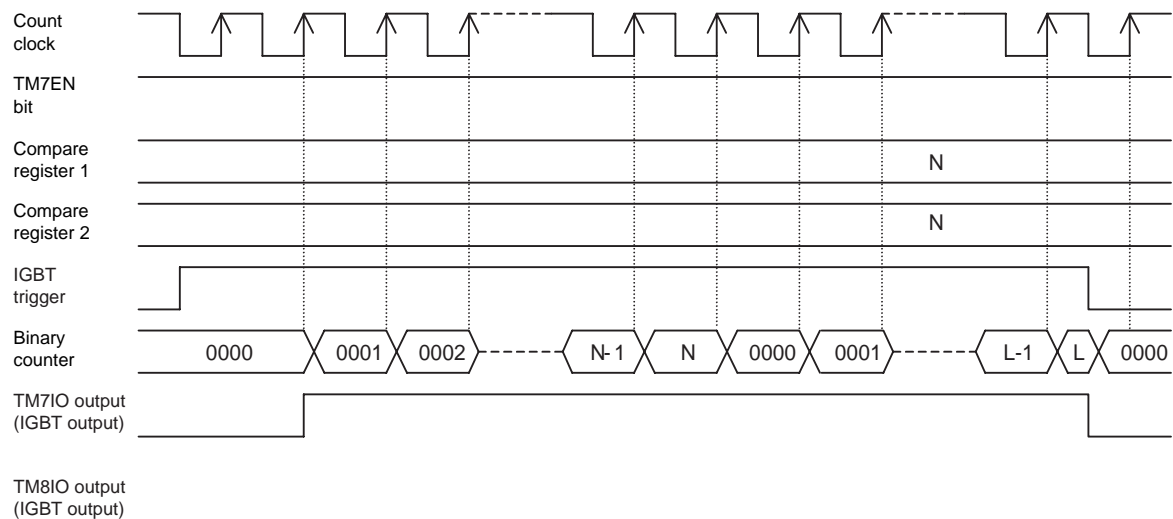 Count
clock
TM7EN
bit
Compare
register 1
N
Compare
register 2
N
IGBT
trigger
Binary
counter
0000 0001 0002 N-1 N 0000 0001 L-1 L 0000
TM7IO output
(IGBT output)
TM8IO output
(IGBT output)